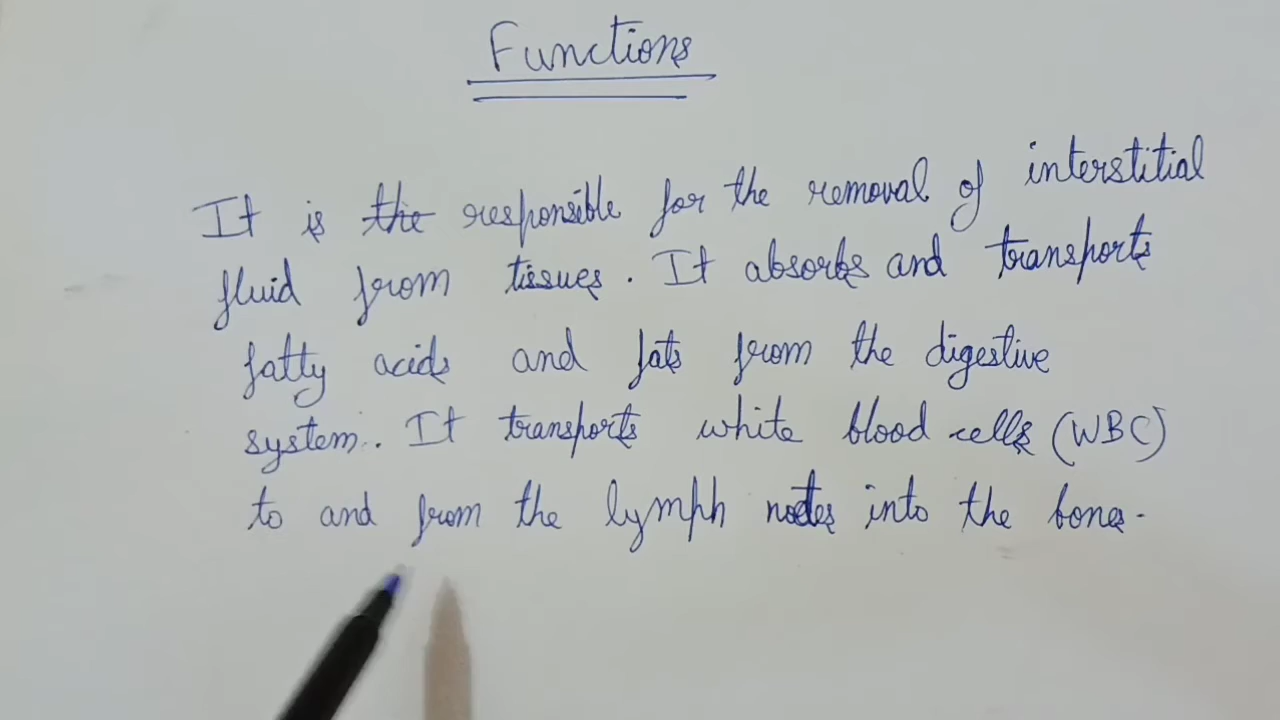 Functions
It is the responsible for the removal of interstitial
fluid from tissues. It absorbs and transports
fatty acids and fats from the digestive
system.. It transports white blood cells (WBC)
to and from the lymph nodes into the bones.